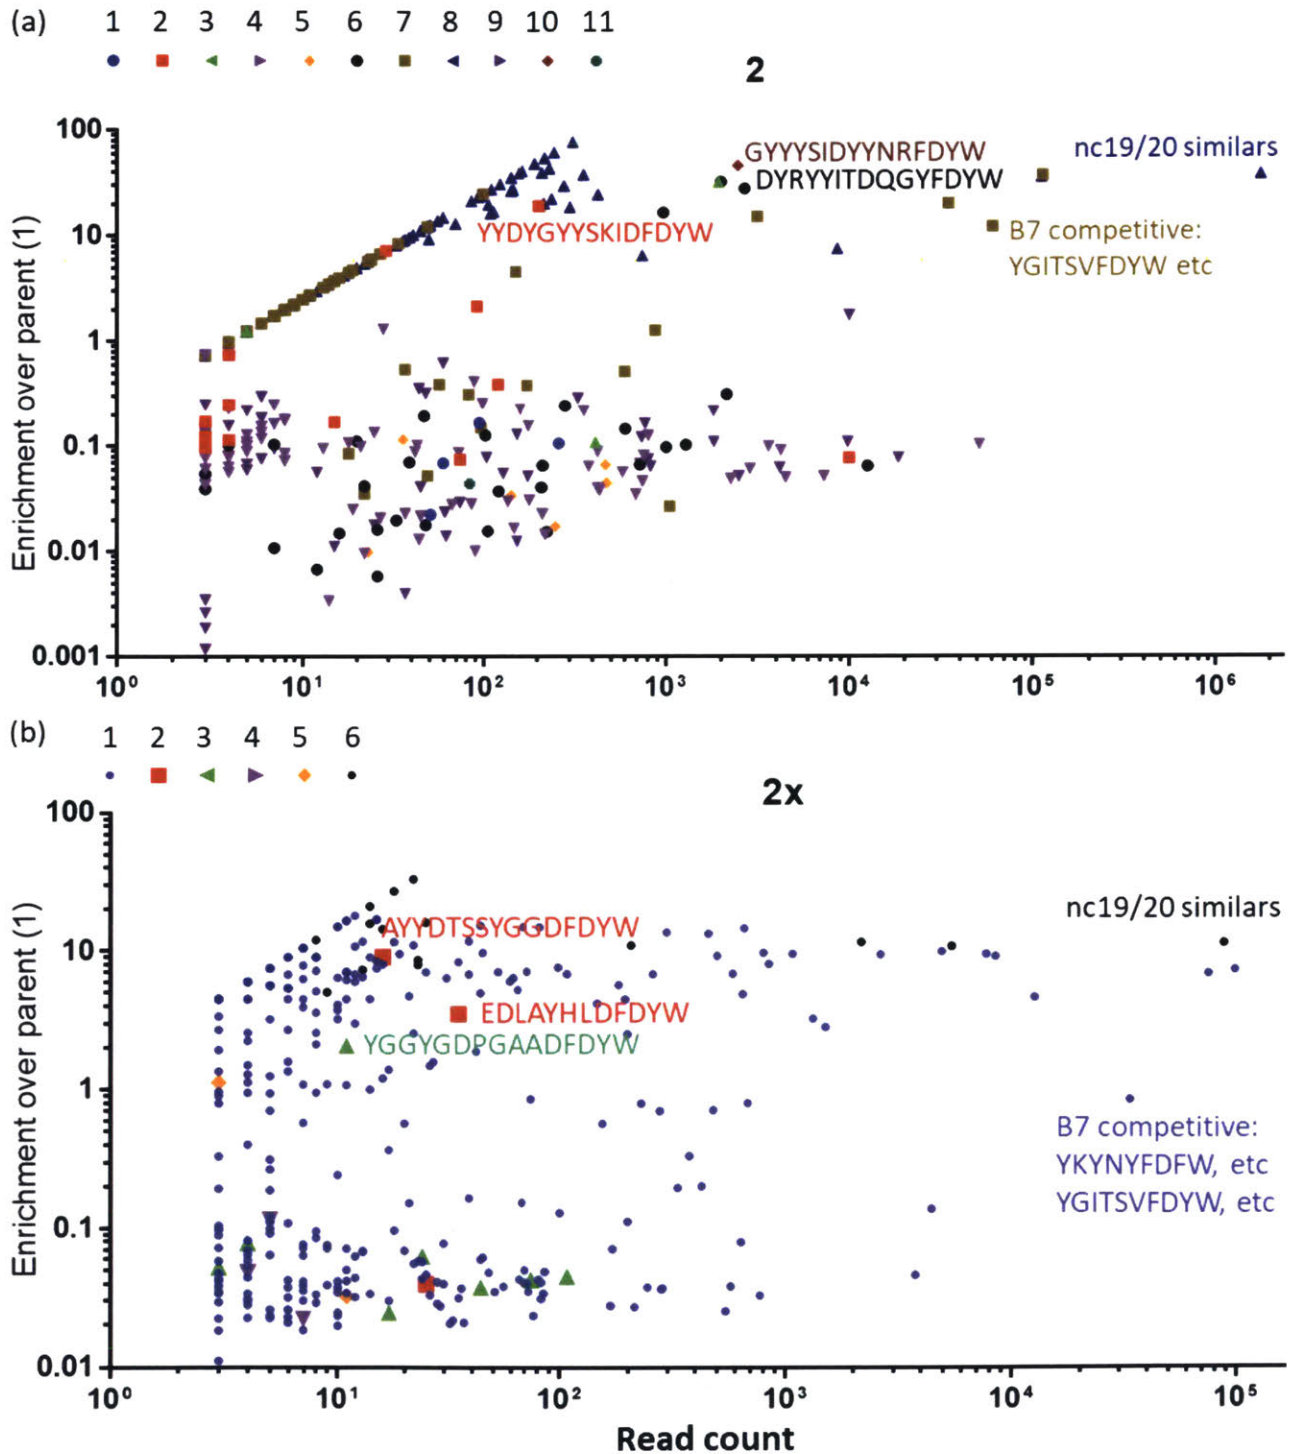 (a) 1 2 3 4 5 6 7 8 9 10 11
2
Enrichment over parent (1)
100
10
1
0.1
0.01
0.001
GYYYSIDYYNRFDYW
nc19/20 similars
DYRYYITDQGYFDYW
YYDYGYYSKIDFDYW
B7 competitive:
YGITSVFDYW etc
10⁰ 10¹ 10² 10³ 10⁴ 10⁵ 10⁶
(b) 1 2 3 4 5 6
2x
Enrichment over parent (1)
100
10
1
0.1
0.01
nc19/20 similars
AYYDTSSYGGDFDYW
EDLAYHLDFDYW
YGGYGDPGAADFDYW
B7 competitive:
YKYNYFDFW, etc
YGITSVFDYW, etc
10⁰ 10¹ 10² 10³ 10⁴ 10⁵
Read count